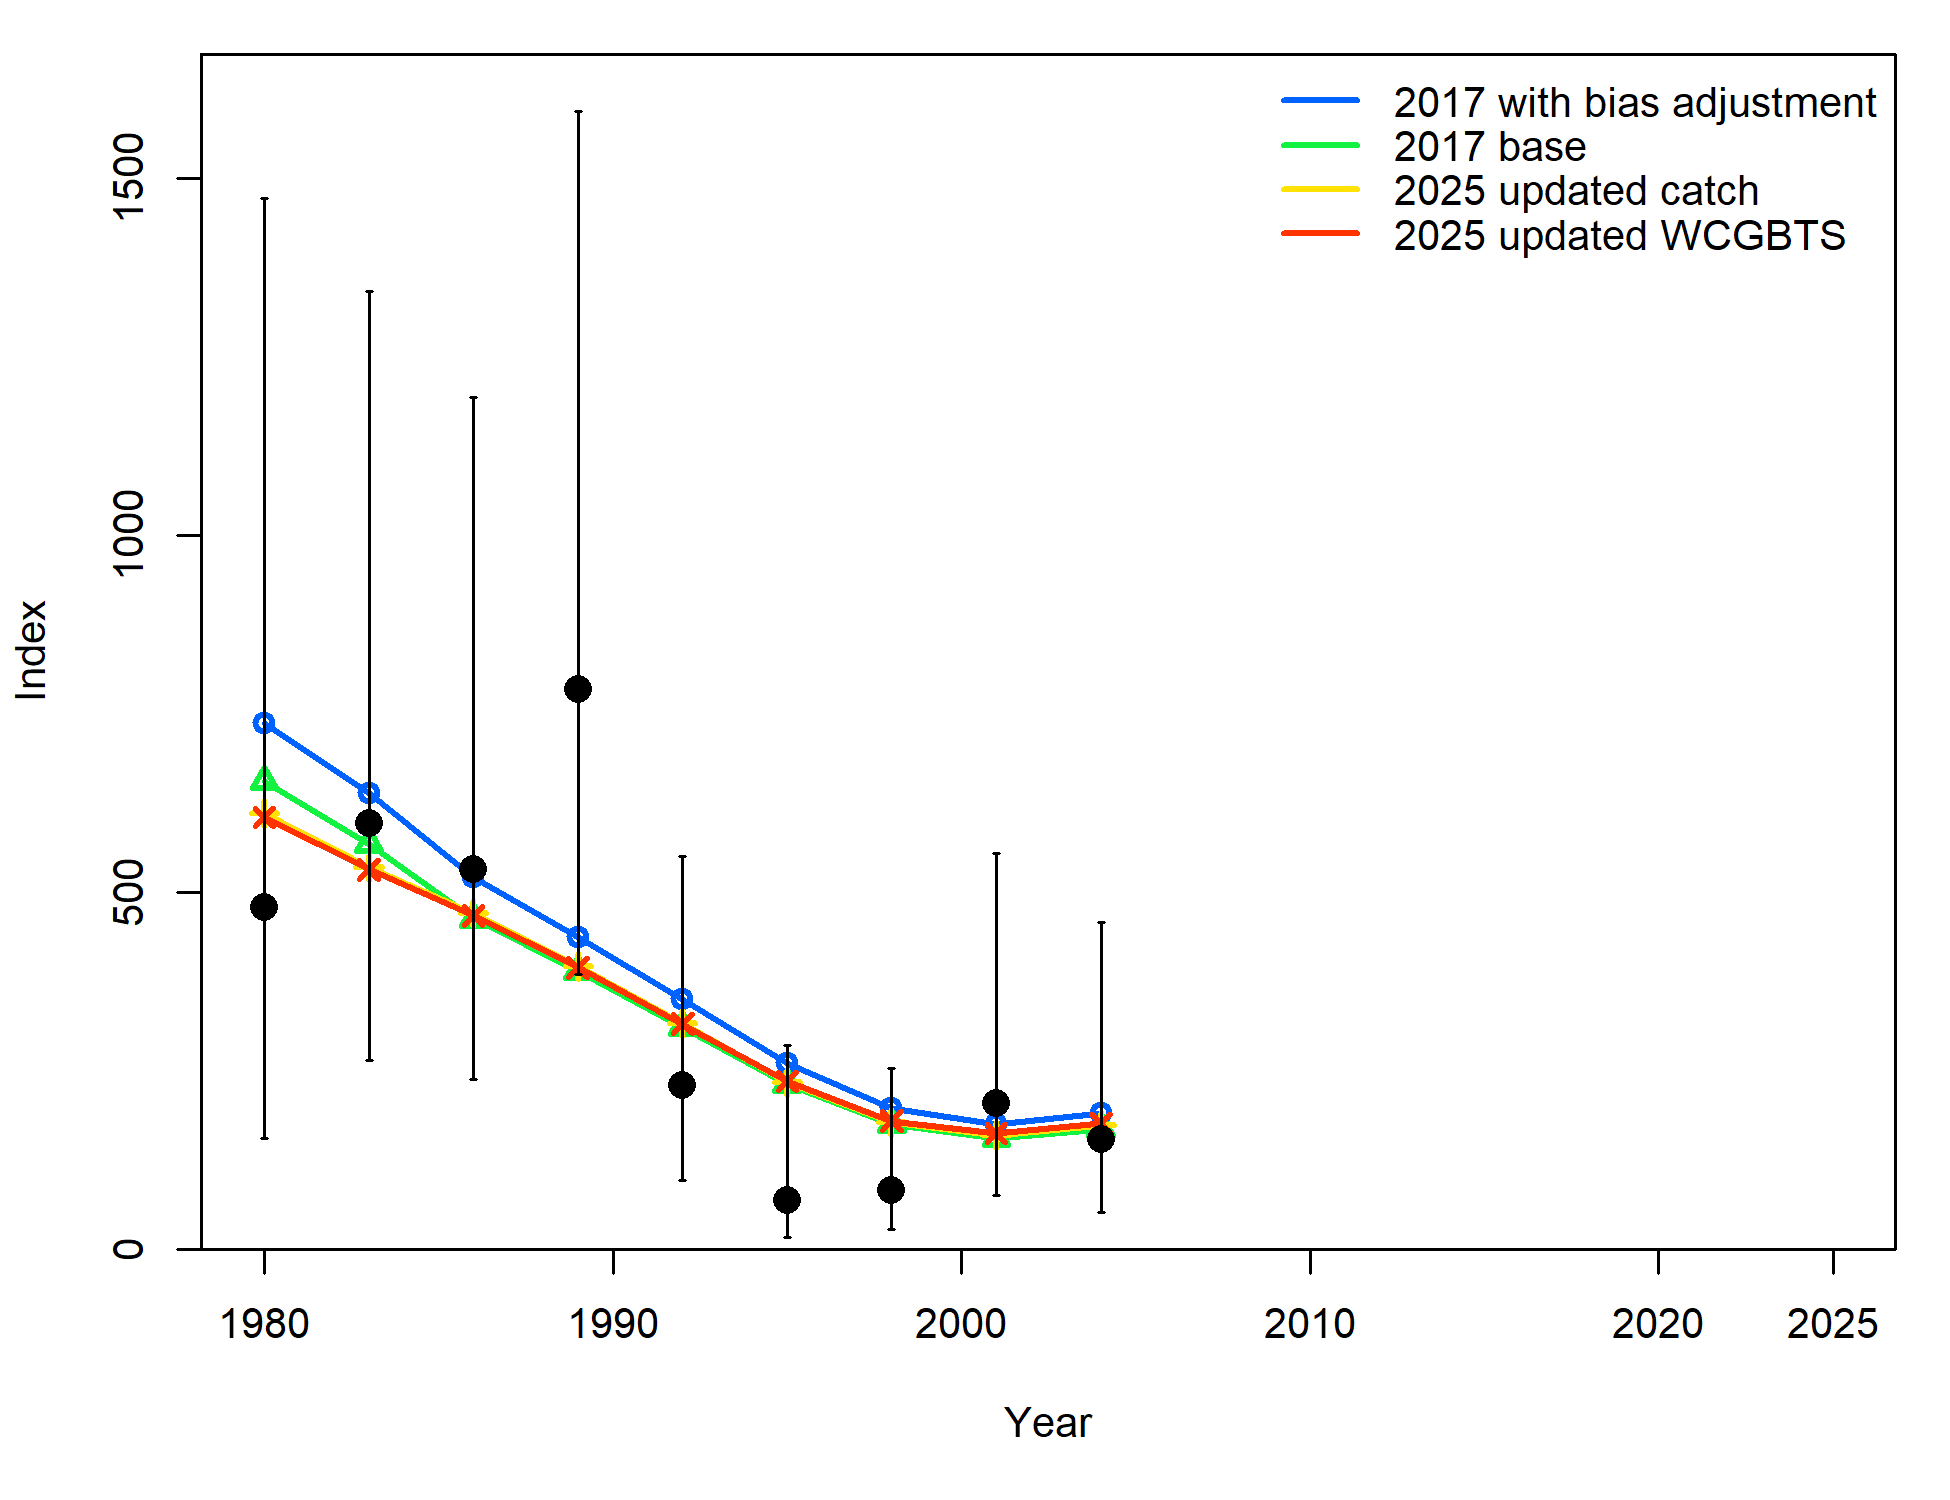 2017 with bias adjustment
2017 base
2025 updated catch
2025 updated WCGBTS
1500
1000
500
0
Index
1980 1990 2000 2010 2020 2025
Year